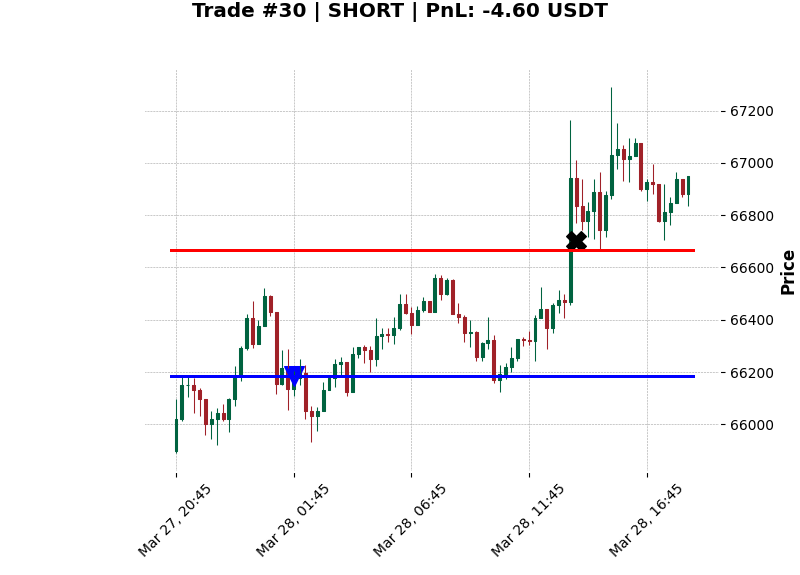 Trade #30 | SHORT | PnL: -4.60 USDT
67200
67000
66800
66600
66400
66200
66000
Price
Mar 27, 20:45
Mar 28, 01:45
Mar 28, 06:45
Mar 28, 11:45
Mar 28, 16:45